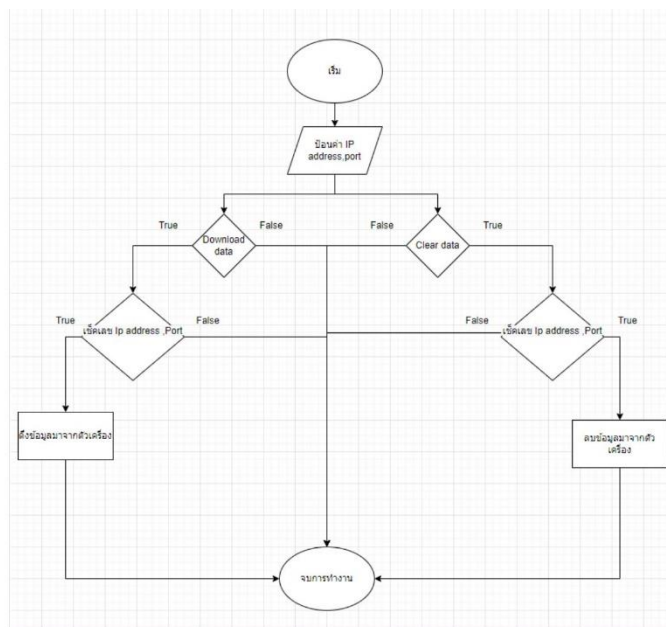 เริ่ม
ป้อนค่า IP
address,port
True
False
False
True
Download
data
Clear data
True
เช็คเลข Ip address ,Port
False
False
เช็คเลข Ip address ,Port
True
ดึงข้อมูลมาจากตัวเครื่อง
ลบข้อมูลมาจากตัว
เครื่อง
จบการทำงาน